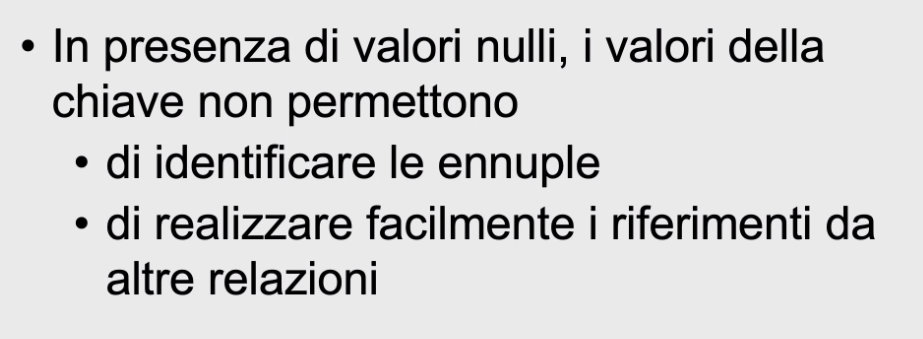 • In presenza di valori nulli, i valori della
chiave non permettono
• di identificare le ennuple
• di realizzare facilmente i riferimenti da
altre relazioni